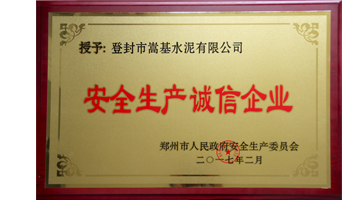 授予: 登封市嵩基水泥有限公司
安全生产诚信企业
郑州市人民政府安全生产委员会
二〇一七年二月